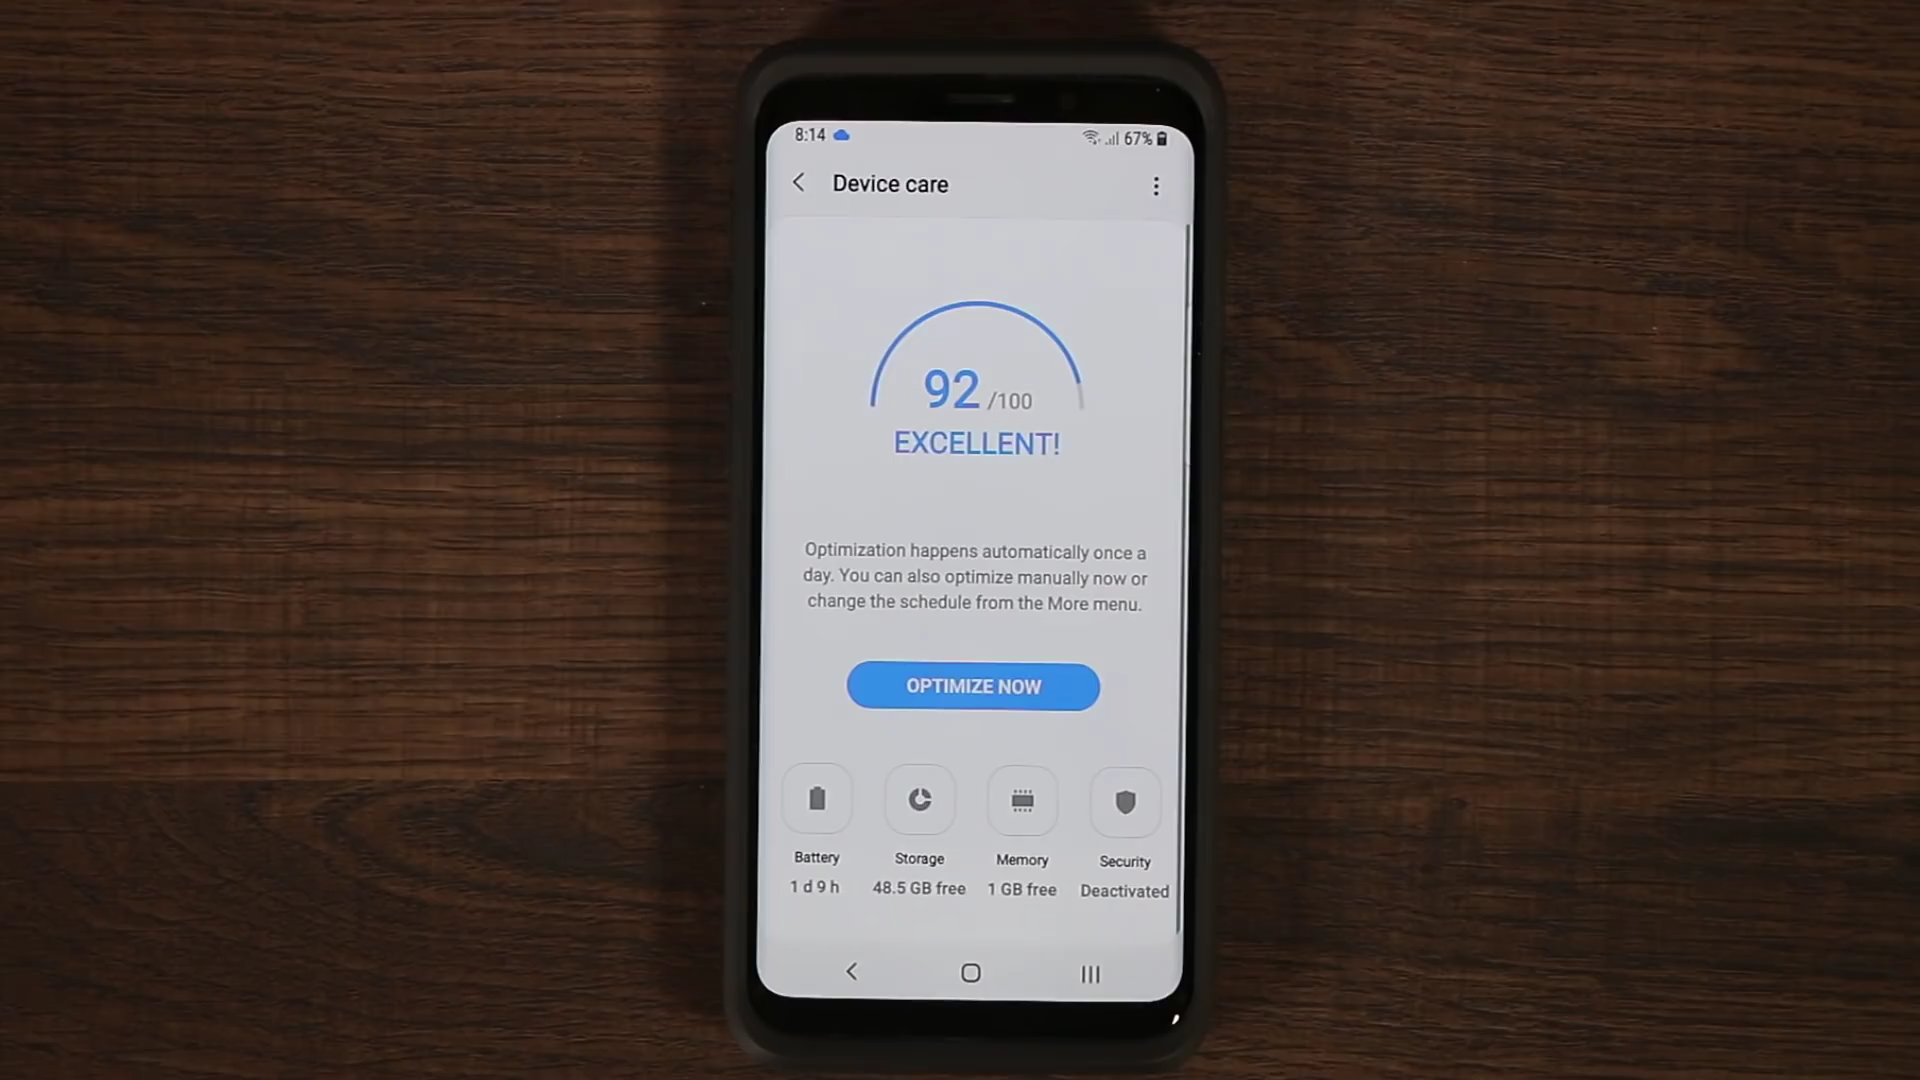 8:14
67%
Device care
92 /100
EXCELLENT!
Optimization happens automatically once a
day. You can also optimize manually now or
change the schedule from the More menu.
OPTIMIZE NOW
Battery
1 d 9 h
Storage
48.5 GB free
Memory
1 GB free
Security
Deactivated